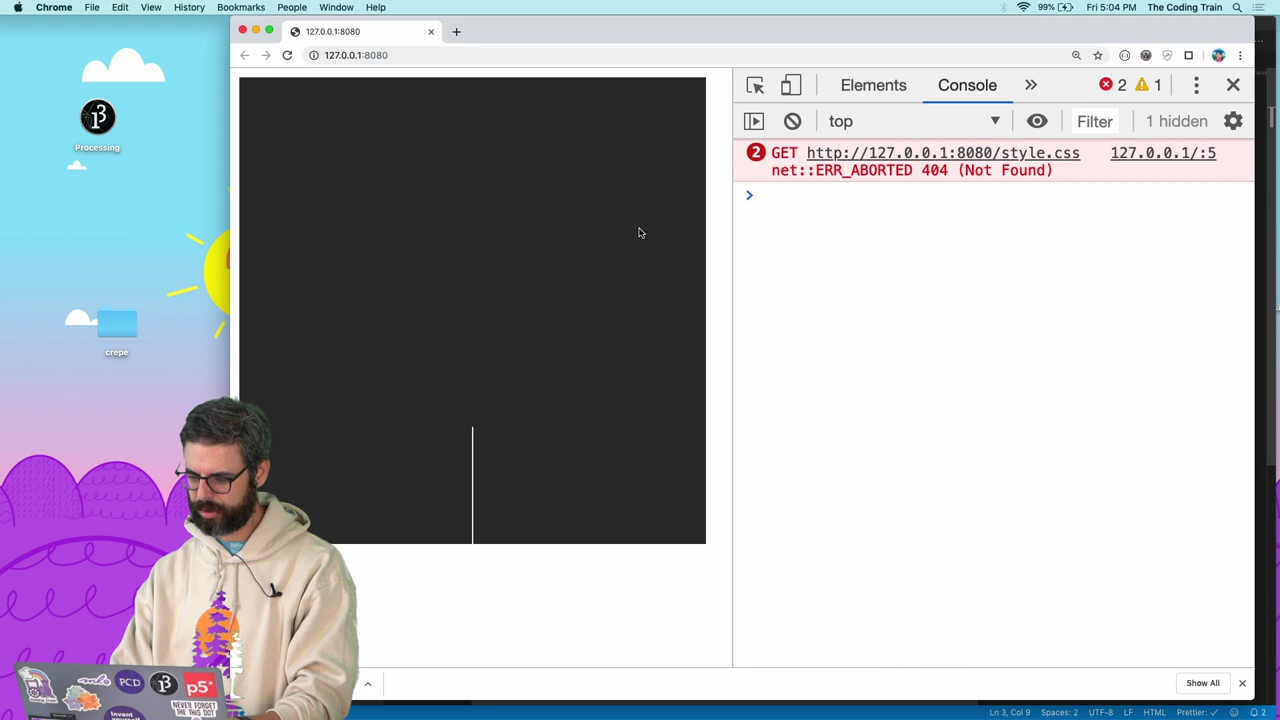 Chrome File Edit View History Bookmarks People Window Help 99% Fri 5:04 PM The Coding Train
127.0.0.1:8080
127.0.0.1:8080
Elements Console » 2 1
top Filter 1 hidden
2 GET http://127.0.0.1:8080/style.css 127.0.0.1/:5
net::ERR_ABORTED 404 (Not Found)
>
Processing
crepe
PCD
p5*
NEVER FORGET
THE THIS DOT
Invent
yourself
Show All
Ln 3, Col 9 Spaces: 2 UTF-8 LF HTML Prettier: ✓ 2